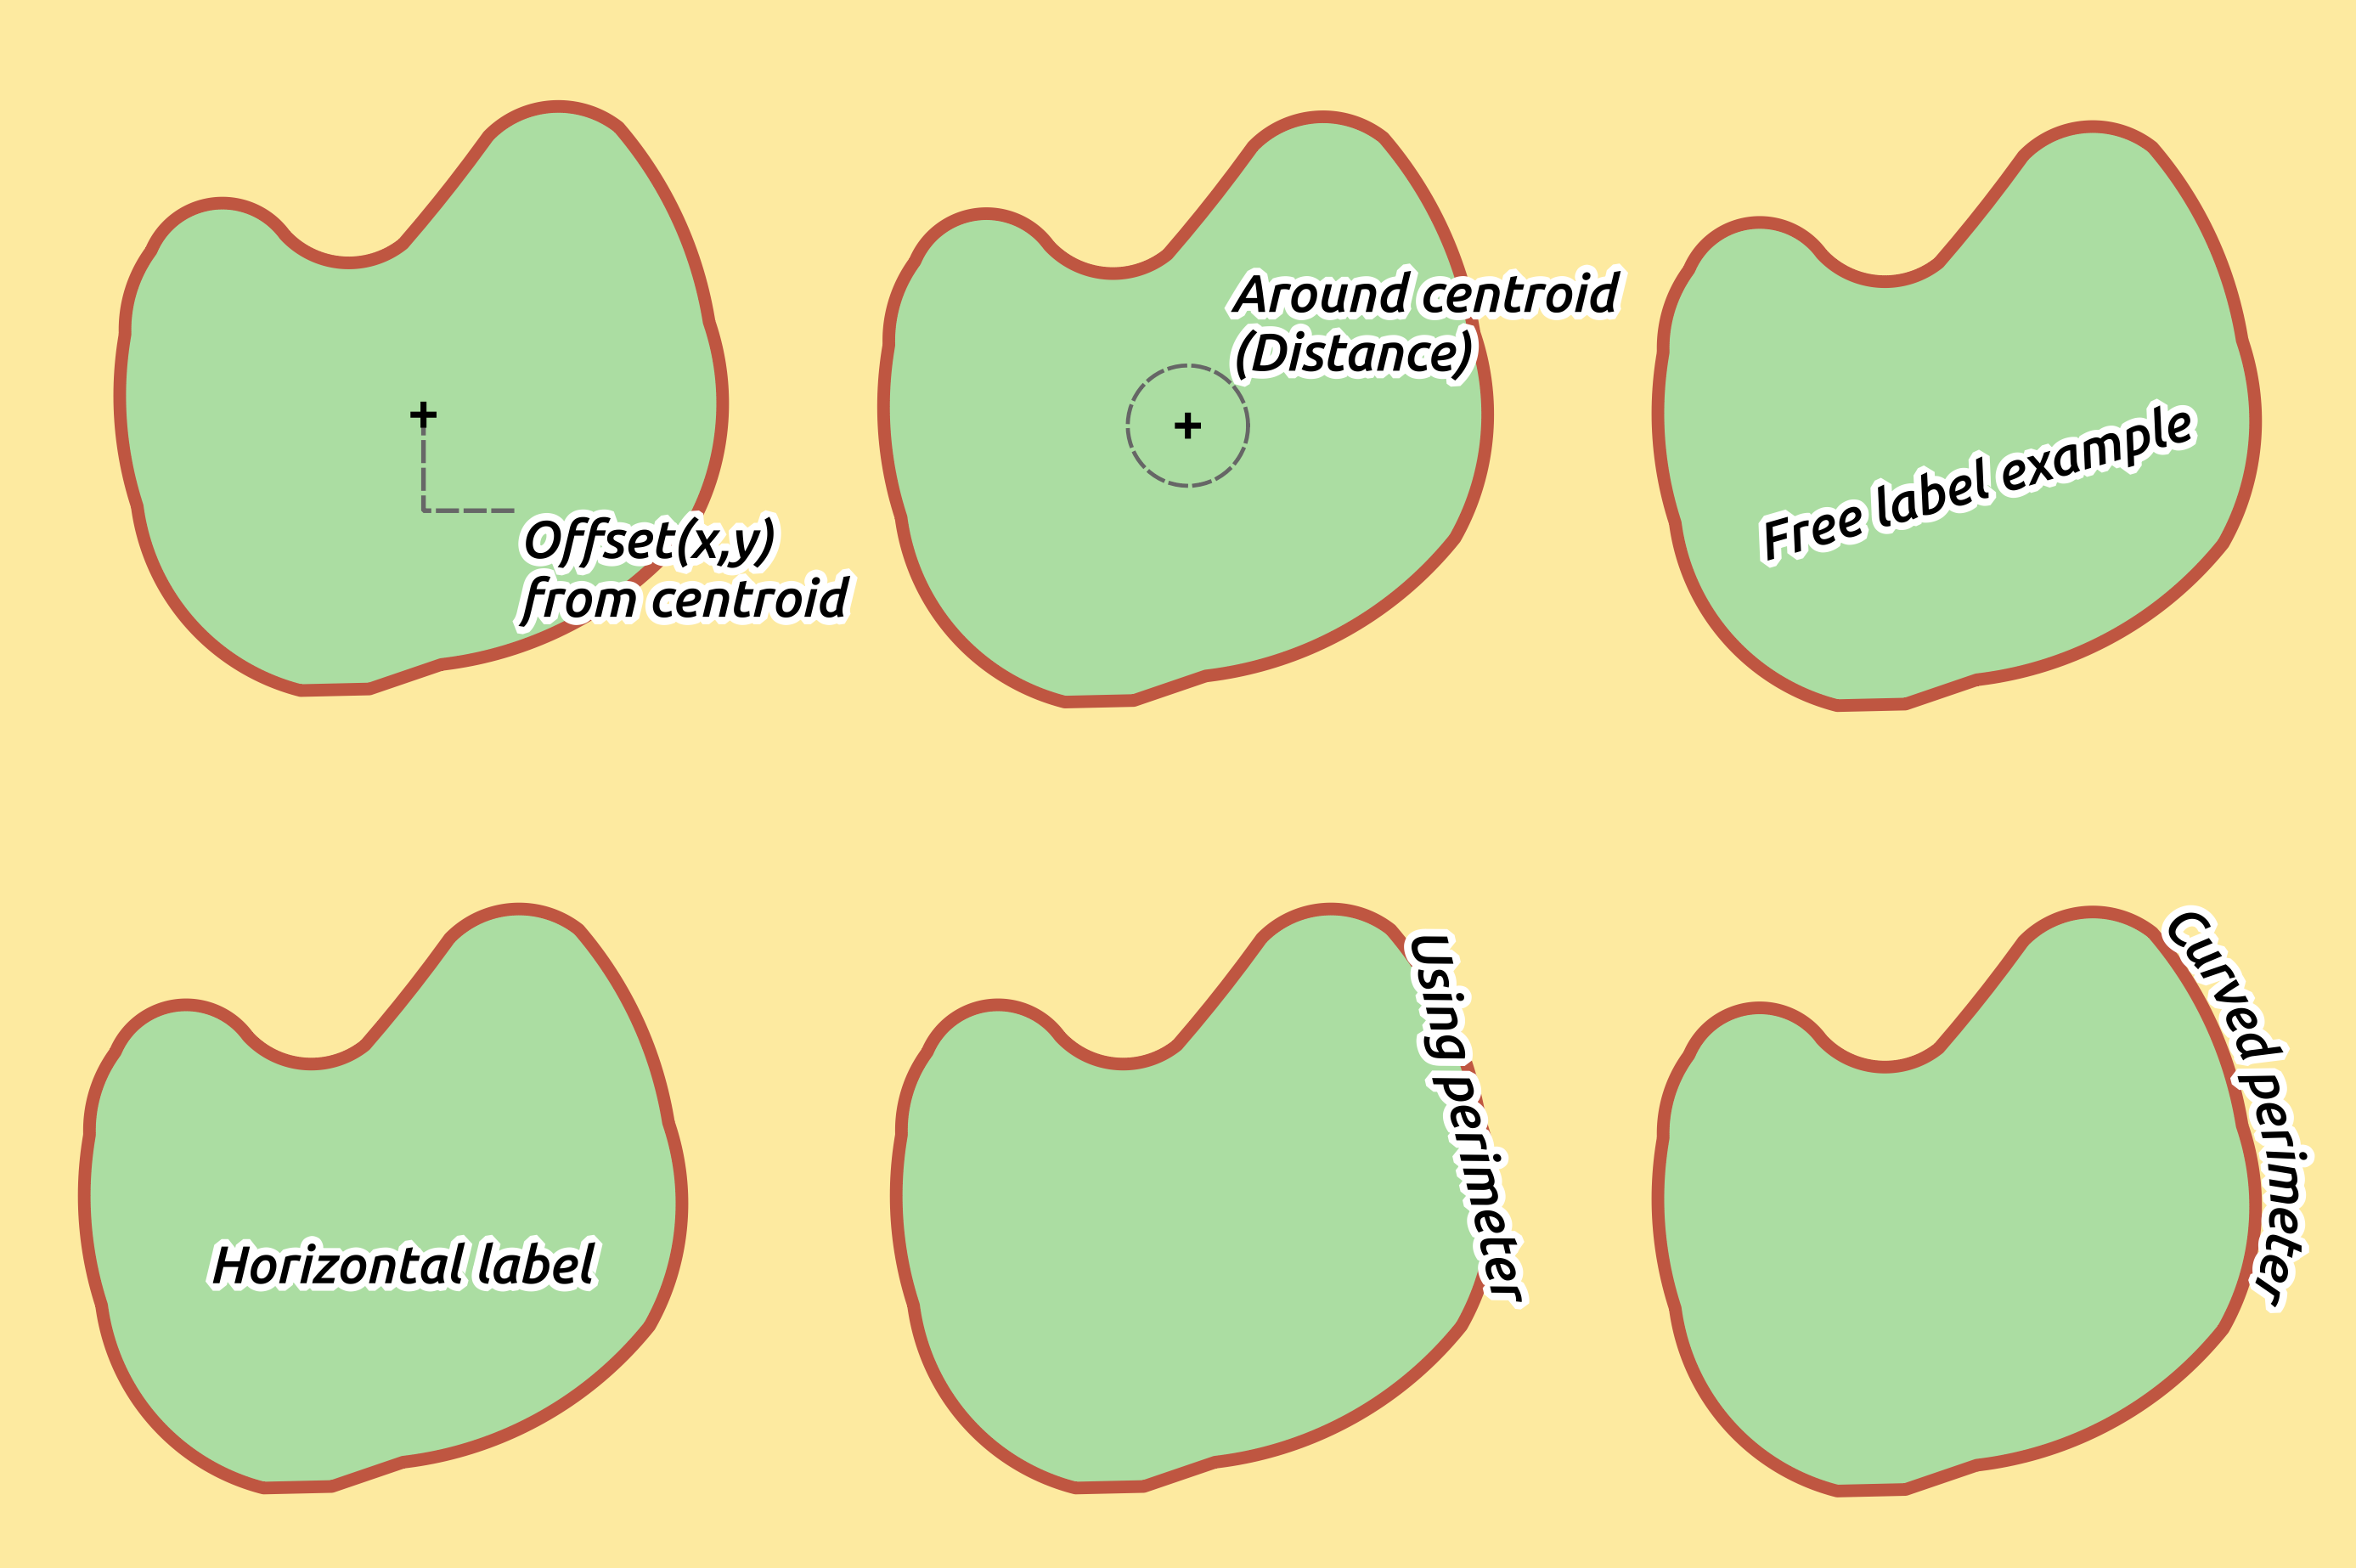 Offset(x,y)
from centroid
Around centroid
(Distance)
Free label example
Horizontal label
Using perimeter
Curved perimeter